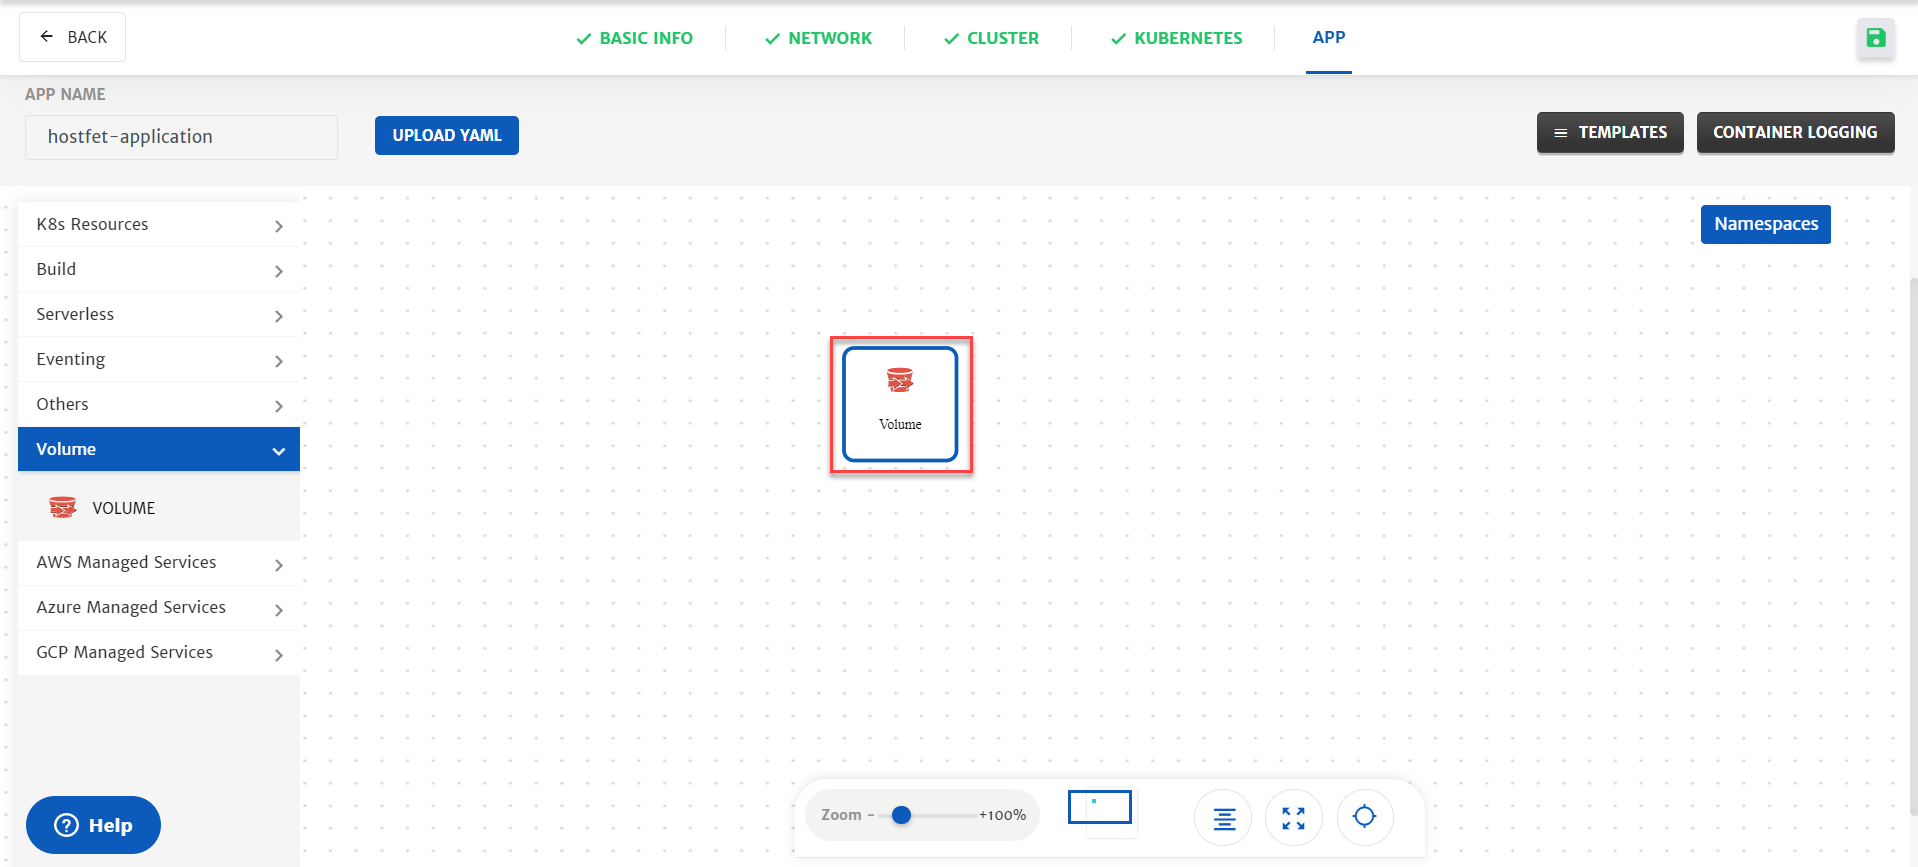 BACK
BASIC INFO
NETWORK
CLUSTER
KUBERNETES
APP
APP NAME
hostfet-application
UPLOAD YAML
TEMPLATES
CONTAINER LOGGING
K8s Resources
Build
Serverless
Eventing
Others
Volume
VOLUME
AWS Managed Services
Azure Managed Services
GCP Managed Services
Namespaces
Volume
Zoom - +100%
Help